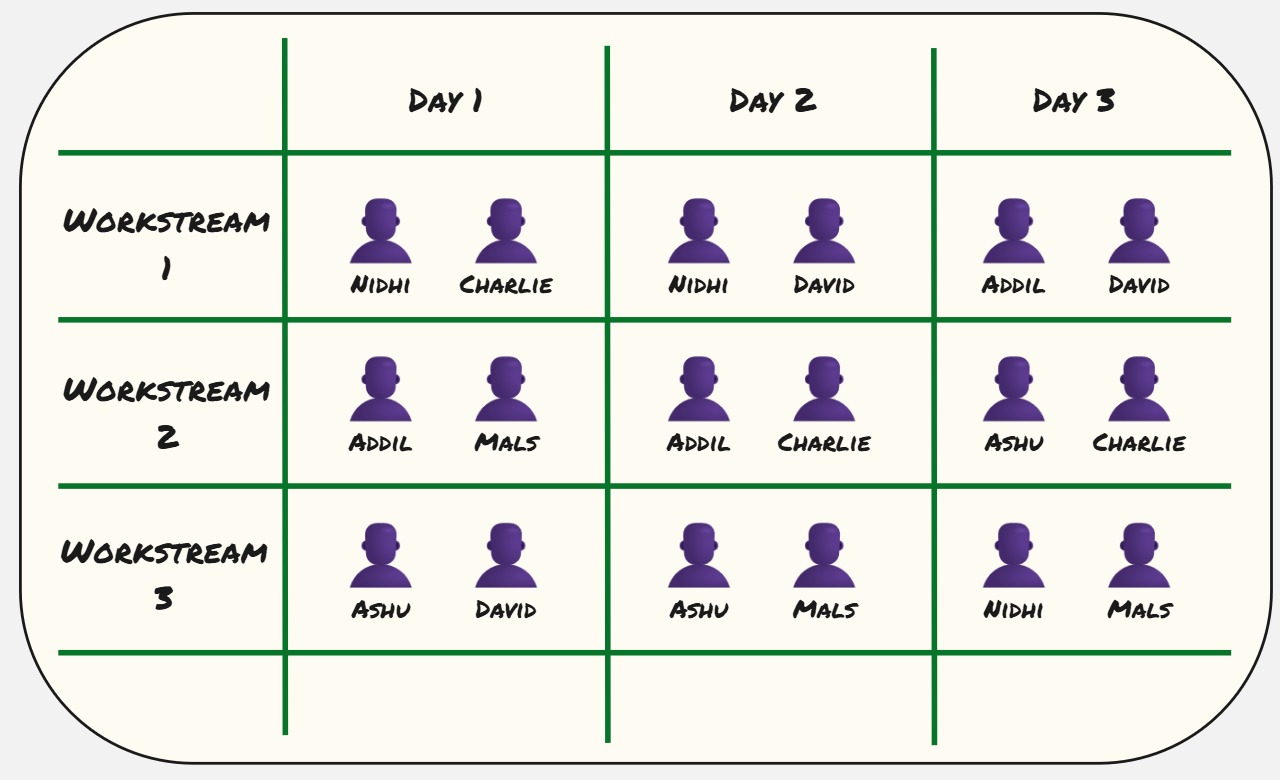 Day 1
Day 2
Day 3
Workstream
1
Nidhi
Charlie
Nidhi
David
Addil
David
Workstream
2
Addil
Mals
Addil
Charlie
Ashu
Charlie
Workstream
3
Ashu
David
Ashu
Mals
Nidhi
Mals